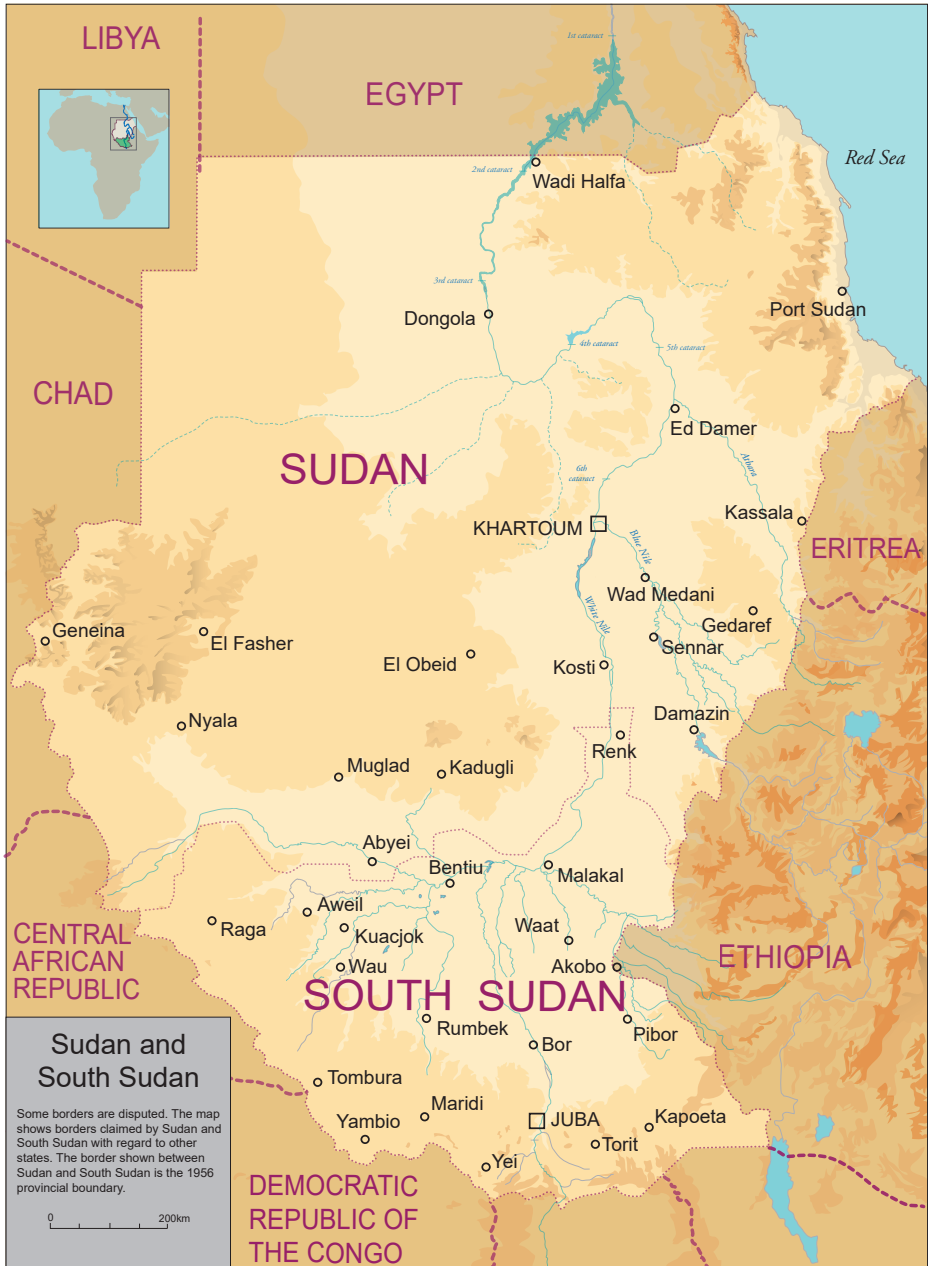 LIBYA
EGYPT
1st cataract
Red Sea
2nd cataract
Wadi Halfa
3rd cataract
Dongola
Port Sudan
4th cataract
5th cataract
CHAD
Ed Damer
SUDAN
Atbara
6th
cataract
Kassala
KHARTOUM
Blue Nile
ERITREA
Wad Medani
White Nile
Gedaref
Geneina
El Fasher
Sennar
El Obeid
Kosti
Nyala
Damazin
Renk
Muglad
Kadugli
Abyei
Bentiu
Malakal
Aweil
Raga
Kuacjok
Waat
CENTRAL
AFRICAN
REPUBLIC
ETHIOPIA
Wau
Akobo
SOUTH SUDAN
Rumbek
Pibor
Bor
Sudan and
South Sudan
Tombura
Some borders are disputed. The map
shows borders claimed by Sudan and
South Sudan with regard to other
states. The border shown between
Sudan and South Sudan is the 1956
provincial boundary.
Maridi
JUBA
Kapoeta
Yambio
Torit
Yei
DEMOCRATIC
REPUBLIC OF
THE CONGO
0 200km